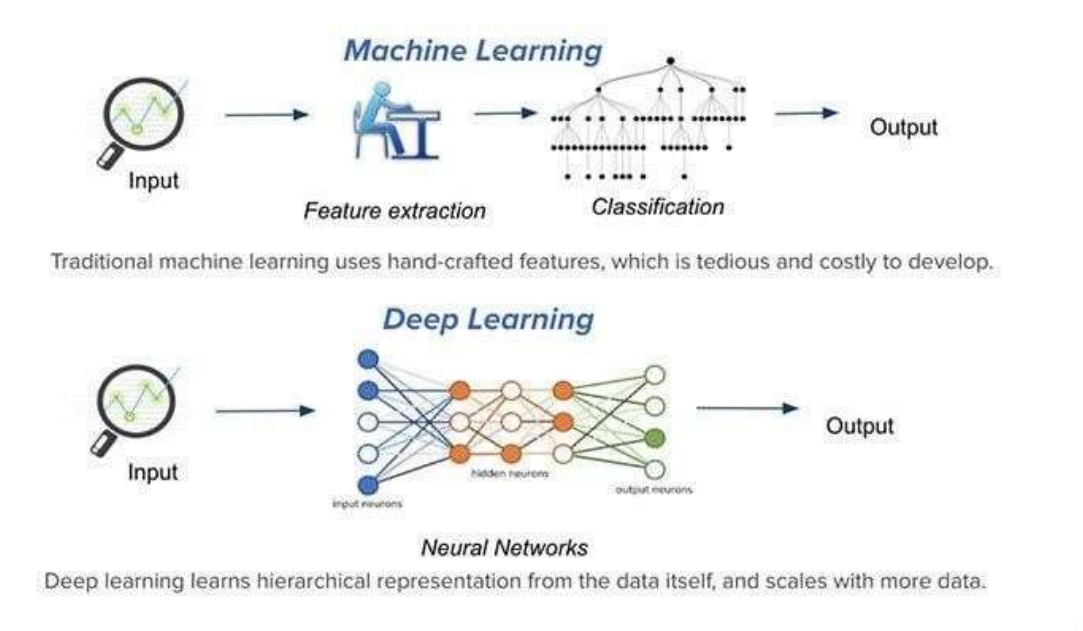 Machine Learning
Input
Feature extraction
Classification
Output
Traditional machine learning uses hand-crafted features, which is tedious and costly to develop.
Deep Learning
Input
input neurons
hidden neurons
output neurons
Output
Neural Networks
Deep learning learns hierarchical representation from the data itself, and scales with more data.